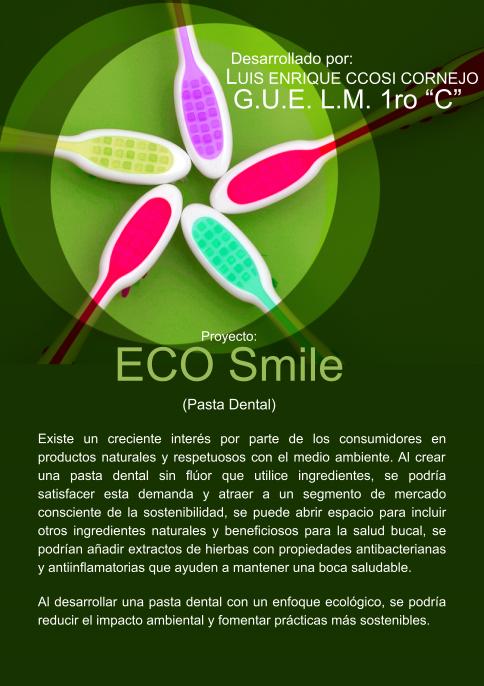 Desarrollado por:
LUIS ENRIQUE CCOSI CORNEJO
G.U.E. L.M. 1ro “C”
Proyecto:
ECO Smile
(Pasta Dental)
Existe un creciente interés por parte de los consumidores en
productos naturales y respetuosos con el medio ambiente. Al crear
una pasta dental sin flúor que utilice ingredientes, se podría
satisfacer esta demanda y atraer a un segmento de mercado
consciente de la sostenibilidad, se puede abrir espacio para incluir
otros ingredientes naturales y beneficiosos para la salud bucal, se
podrían añadir extractos de hierbas con propiedades antibacterianas
y antiinflamatorias que ayuden a mantener una boca saludable.
Al desarrollar una pasta dental con un enfoque ecológico, se podría
reducir el impacto ambiental y fomentar prácticas más sostenibles.